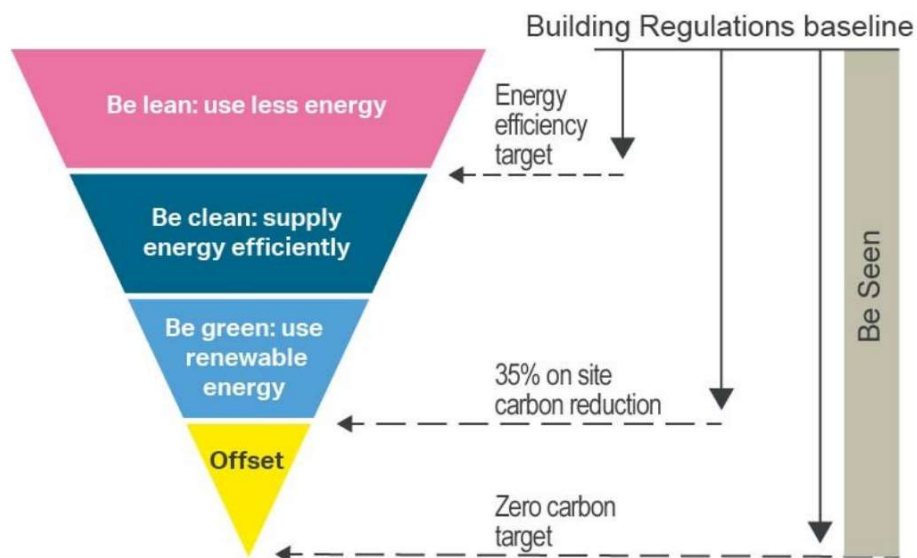 Building Regulations baseline
Be lean: use less energy
Energy
efficiency
target
Be clean: supply
energy efficiently
Be Seen
Be green: use
renewable
energy
35% on site
carbon reduction
Offset
Zero carbon
target